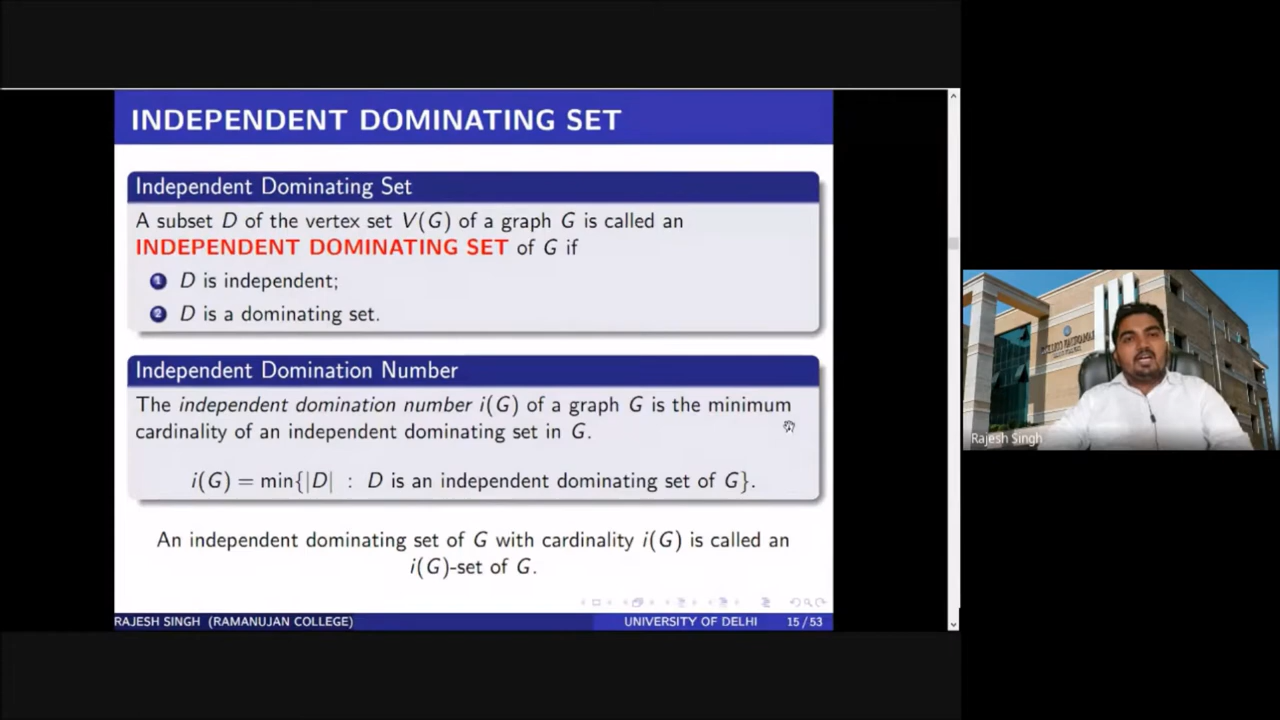 INDEPENDENT DOMINATING SET
Independent Dominating Set
A subset D of the vertex set V(G) of a graph G is called an
INDEPENDENT DOMINATING SET of G if
1 D is independent;
2 D is a dominating set.
Independent Domination Number
The independent domination number i(G) of a graph G is the minimum
cardinality of an independent dominating set in G.
i(G) = min{|D| : D is an independent dominating set of G}.
An independent dominating set of G with cardinality i(G) is called an
i(G)-set of G.
RAJESH SINGH (RAMANUJAN COLLEGE) UNIVERSITY OF DELHI 15/53
Rajesh Singh